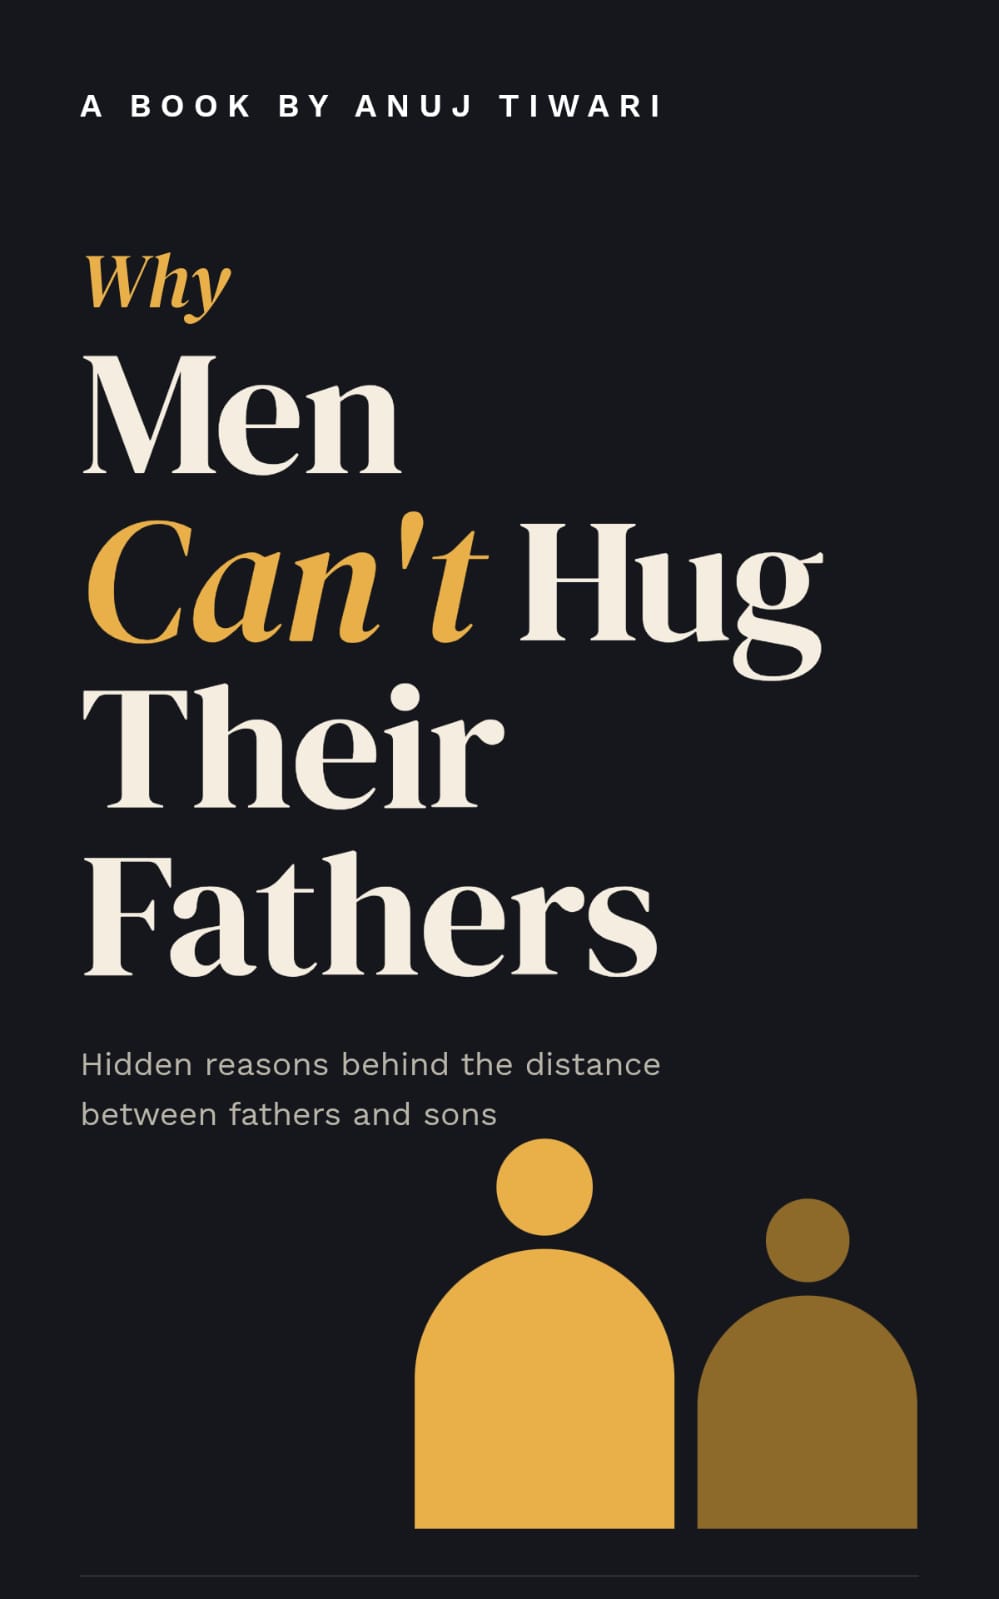 A BOOK BY ANUJ TIWARI
Why
Men
Can't Hug
Their
Fathers
Hidden reasons behind the distance
between fathers and sons